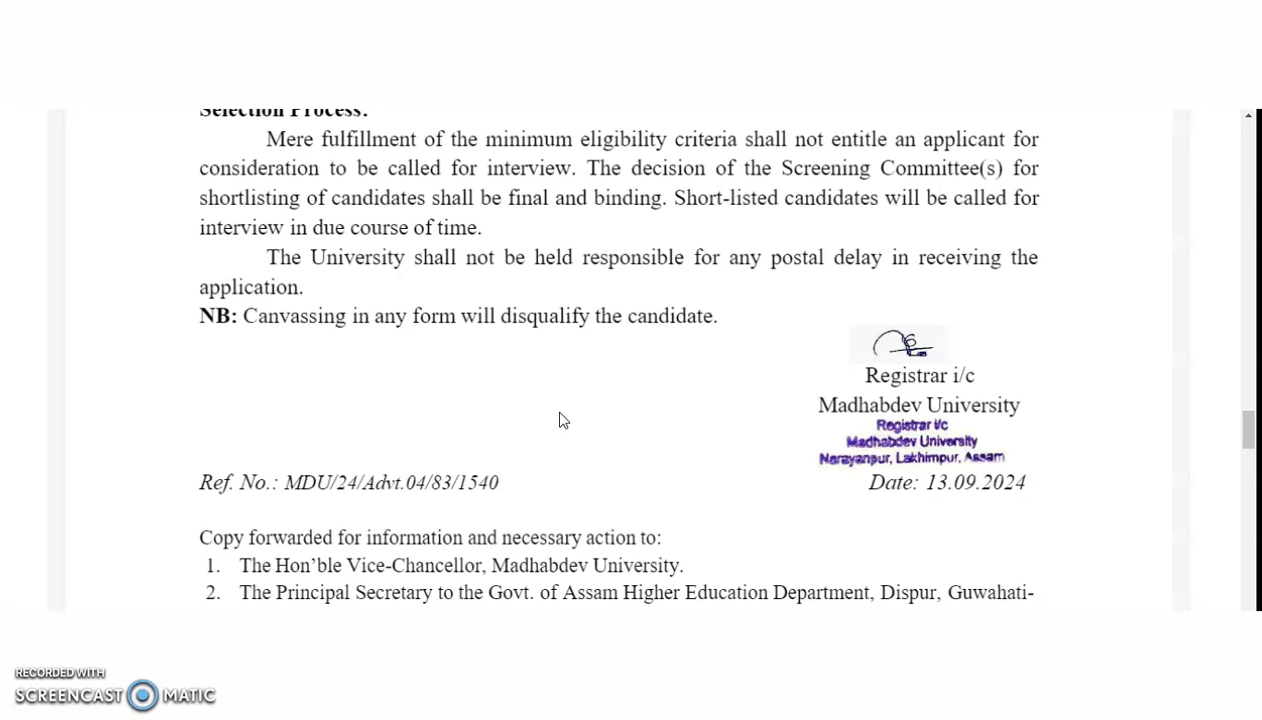 Selection Process:
Mere fulfillment of the minimum eligibility criteria shall not entitle an applicant for
consideration to be called for interview. The decision of the Screening Committee(s) for
shortlisting of candidates shall be final and binding. Short-listed candidates will be called for
interview in due course of time.
The University shall not be held responsible for any postal delay in receiving the
application.
NB: Canvassing in any form will disqualify the candidate.
Registrar i/c
Madhabdev University
Registrar i/c
Madhabdev University
Narayanpur, Lakhimpur, Assam
Ref. No.: MDU/24/Advt.04/83/1540 Date: 13.09.2024
Copy forwarded for information and necessary action to:
1. The Hon’ble Vice-Chancellor, Madhabdev University.
2. The Principal Secretary to the Govt. of Assam Higher Education Department, Dispur, Guwahati-
RECORDED WITH
SCREENCAST MATIC